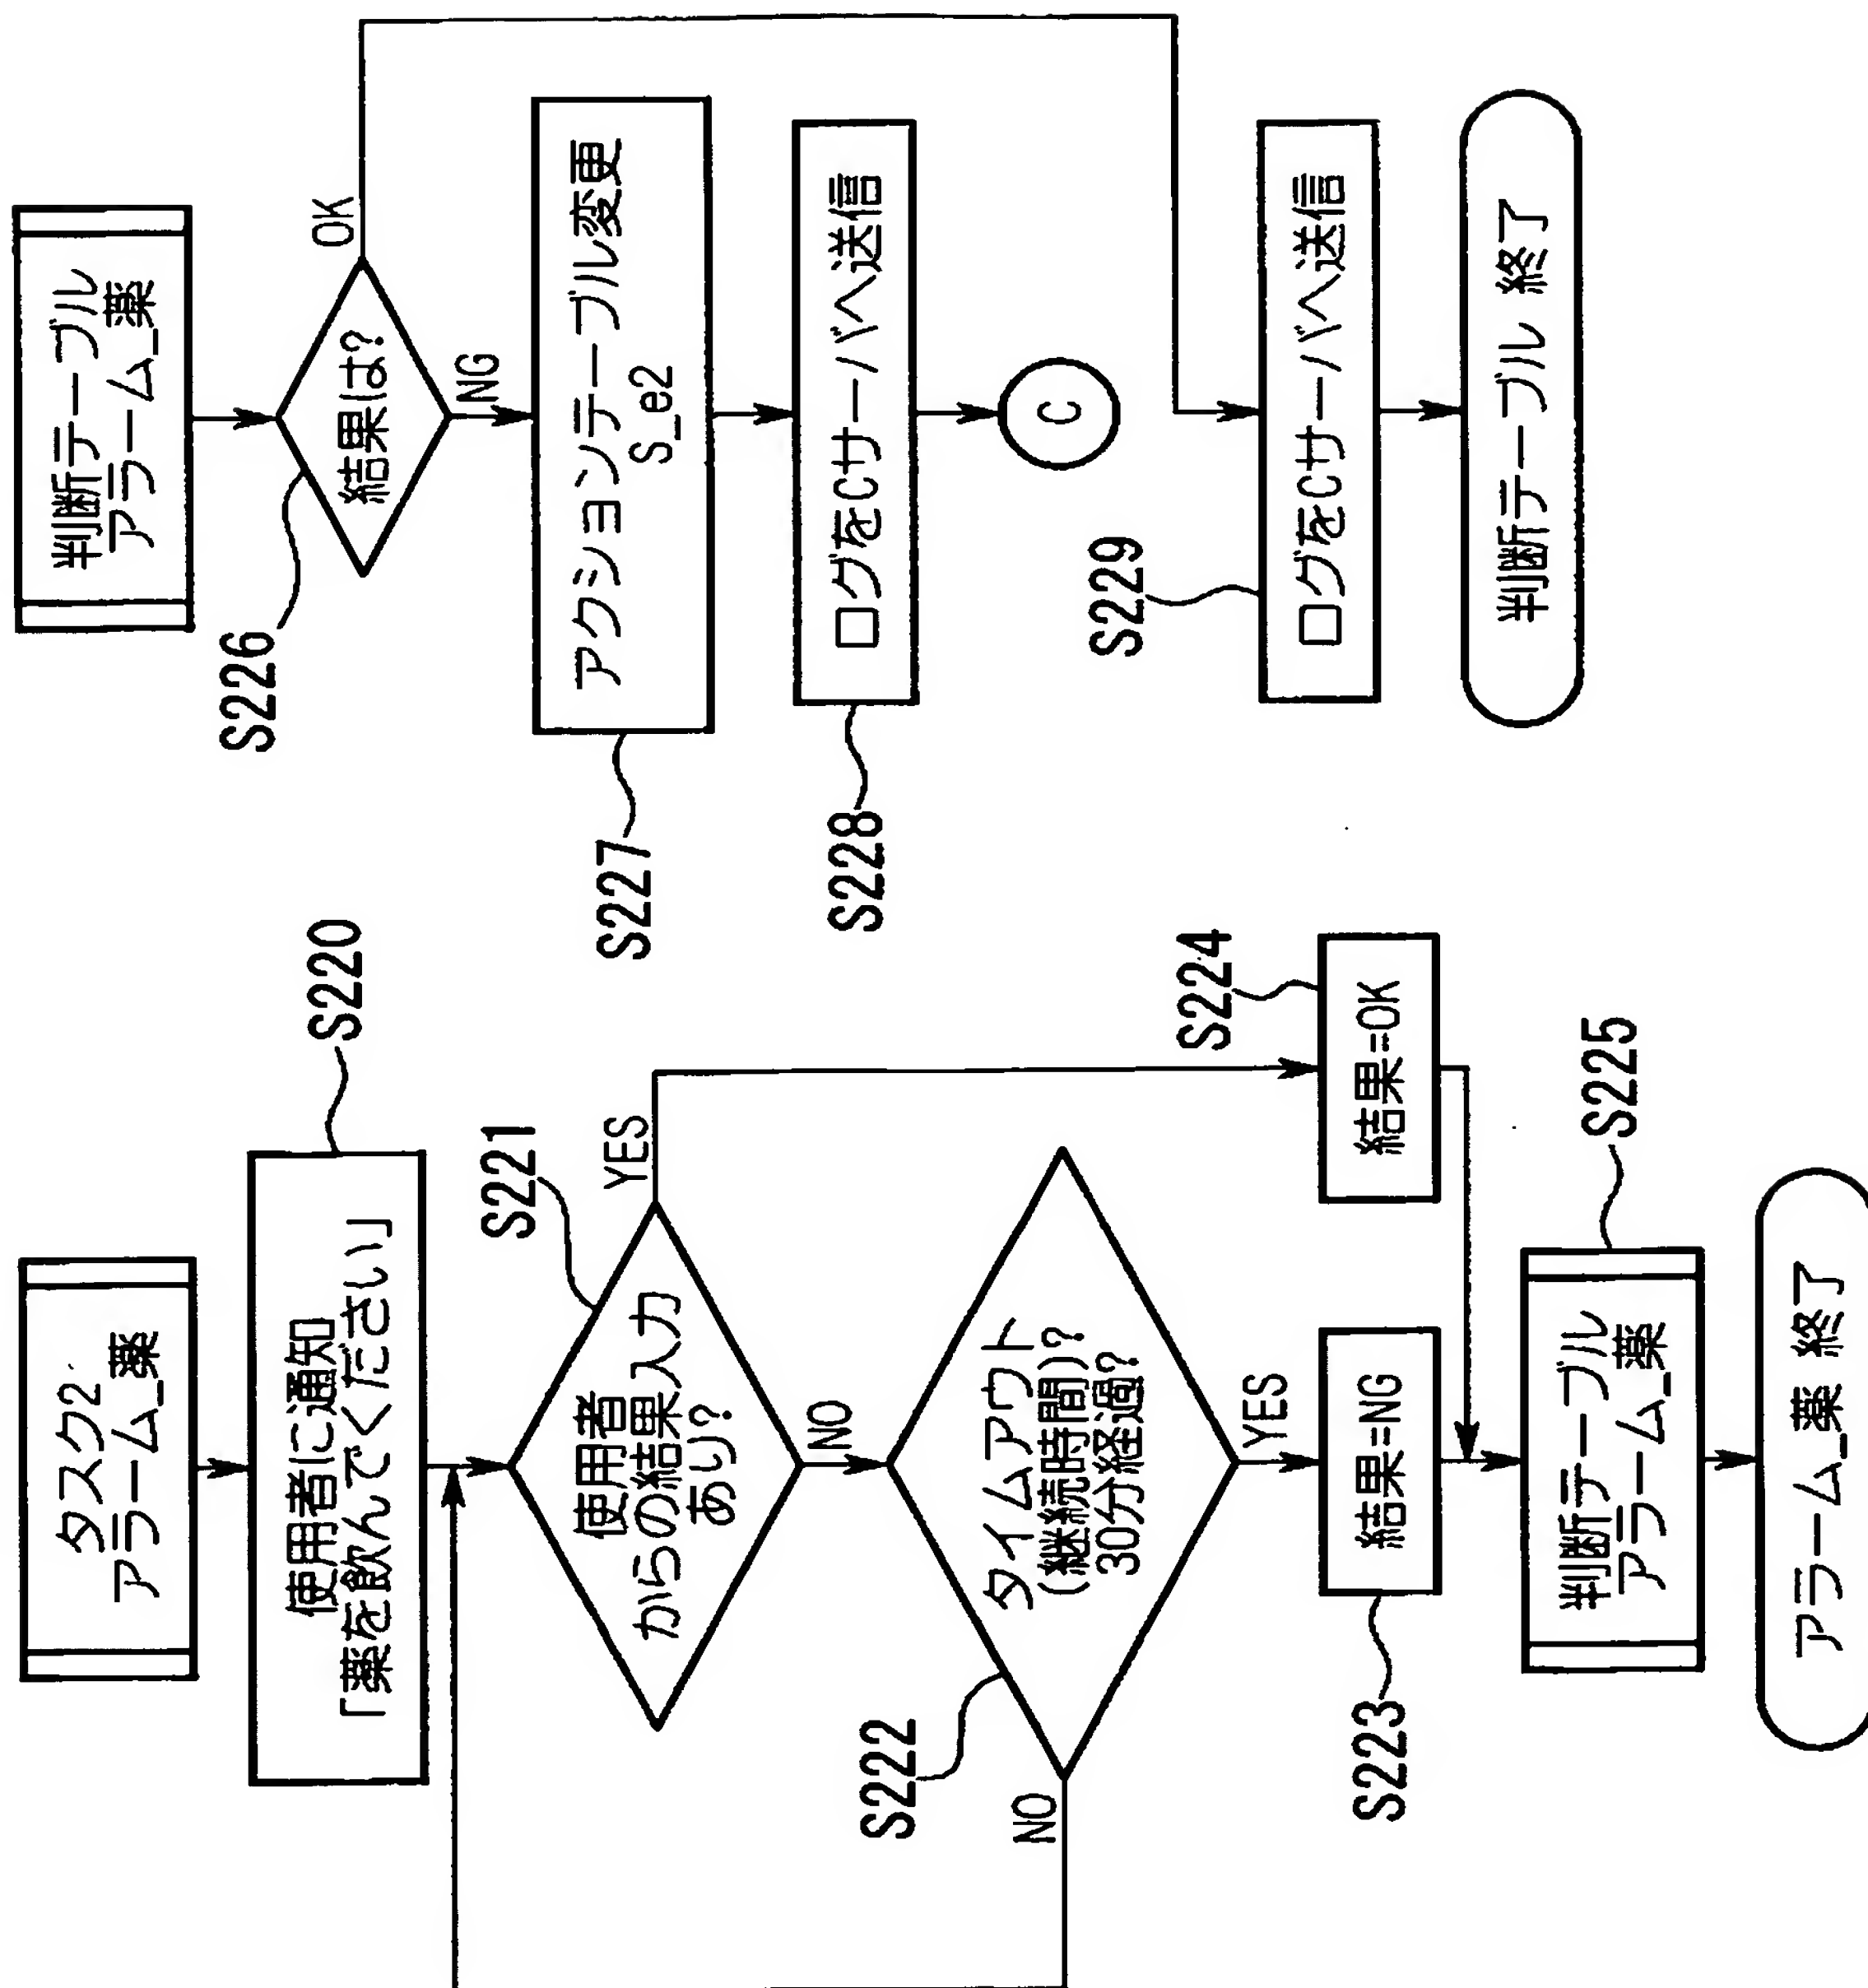 タスク2
アラーム_薬
使用者に通知
「薬を飲んでください」
S220
使用者
からの結果入力
あり?
S221
YES
NO
タイムアウト
(継続時間)?
30分経過?
S222
NO
YES
結果=NG
S223
結果=OK
S224
判断テーブル
アラーム_薬
S225
アラーム_薬 終了
判断テーブル
アラーム_薬
結果は?
S226
OK
NG
アクションテーブル変更
S_e2
S227
ログをCサーバへ送信
S228
C
ログをCサーバへ送信
S229
判断テーブル 終了